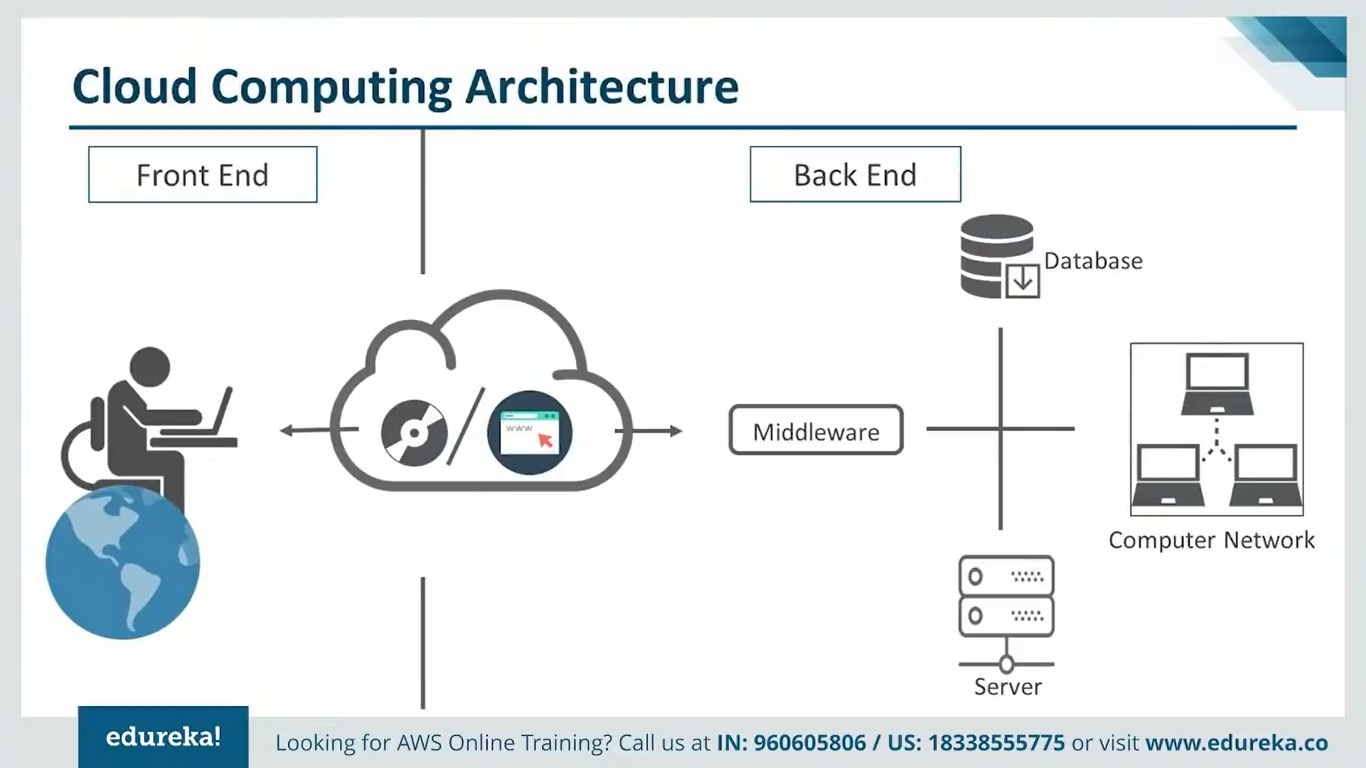 Cloud Computing Architecture
Front End
Back End
Database
www
Middleware
Computer Network
Server
edureka!
Looking for AWS Online Training? Call us at IN: 960605806 / US: 18338555775 or visit www.edureka.co